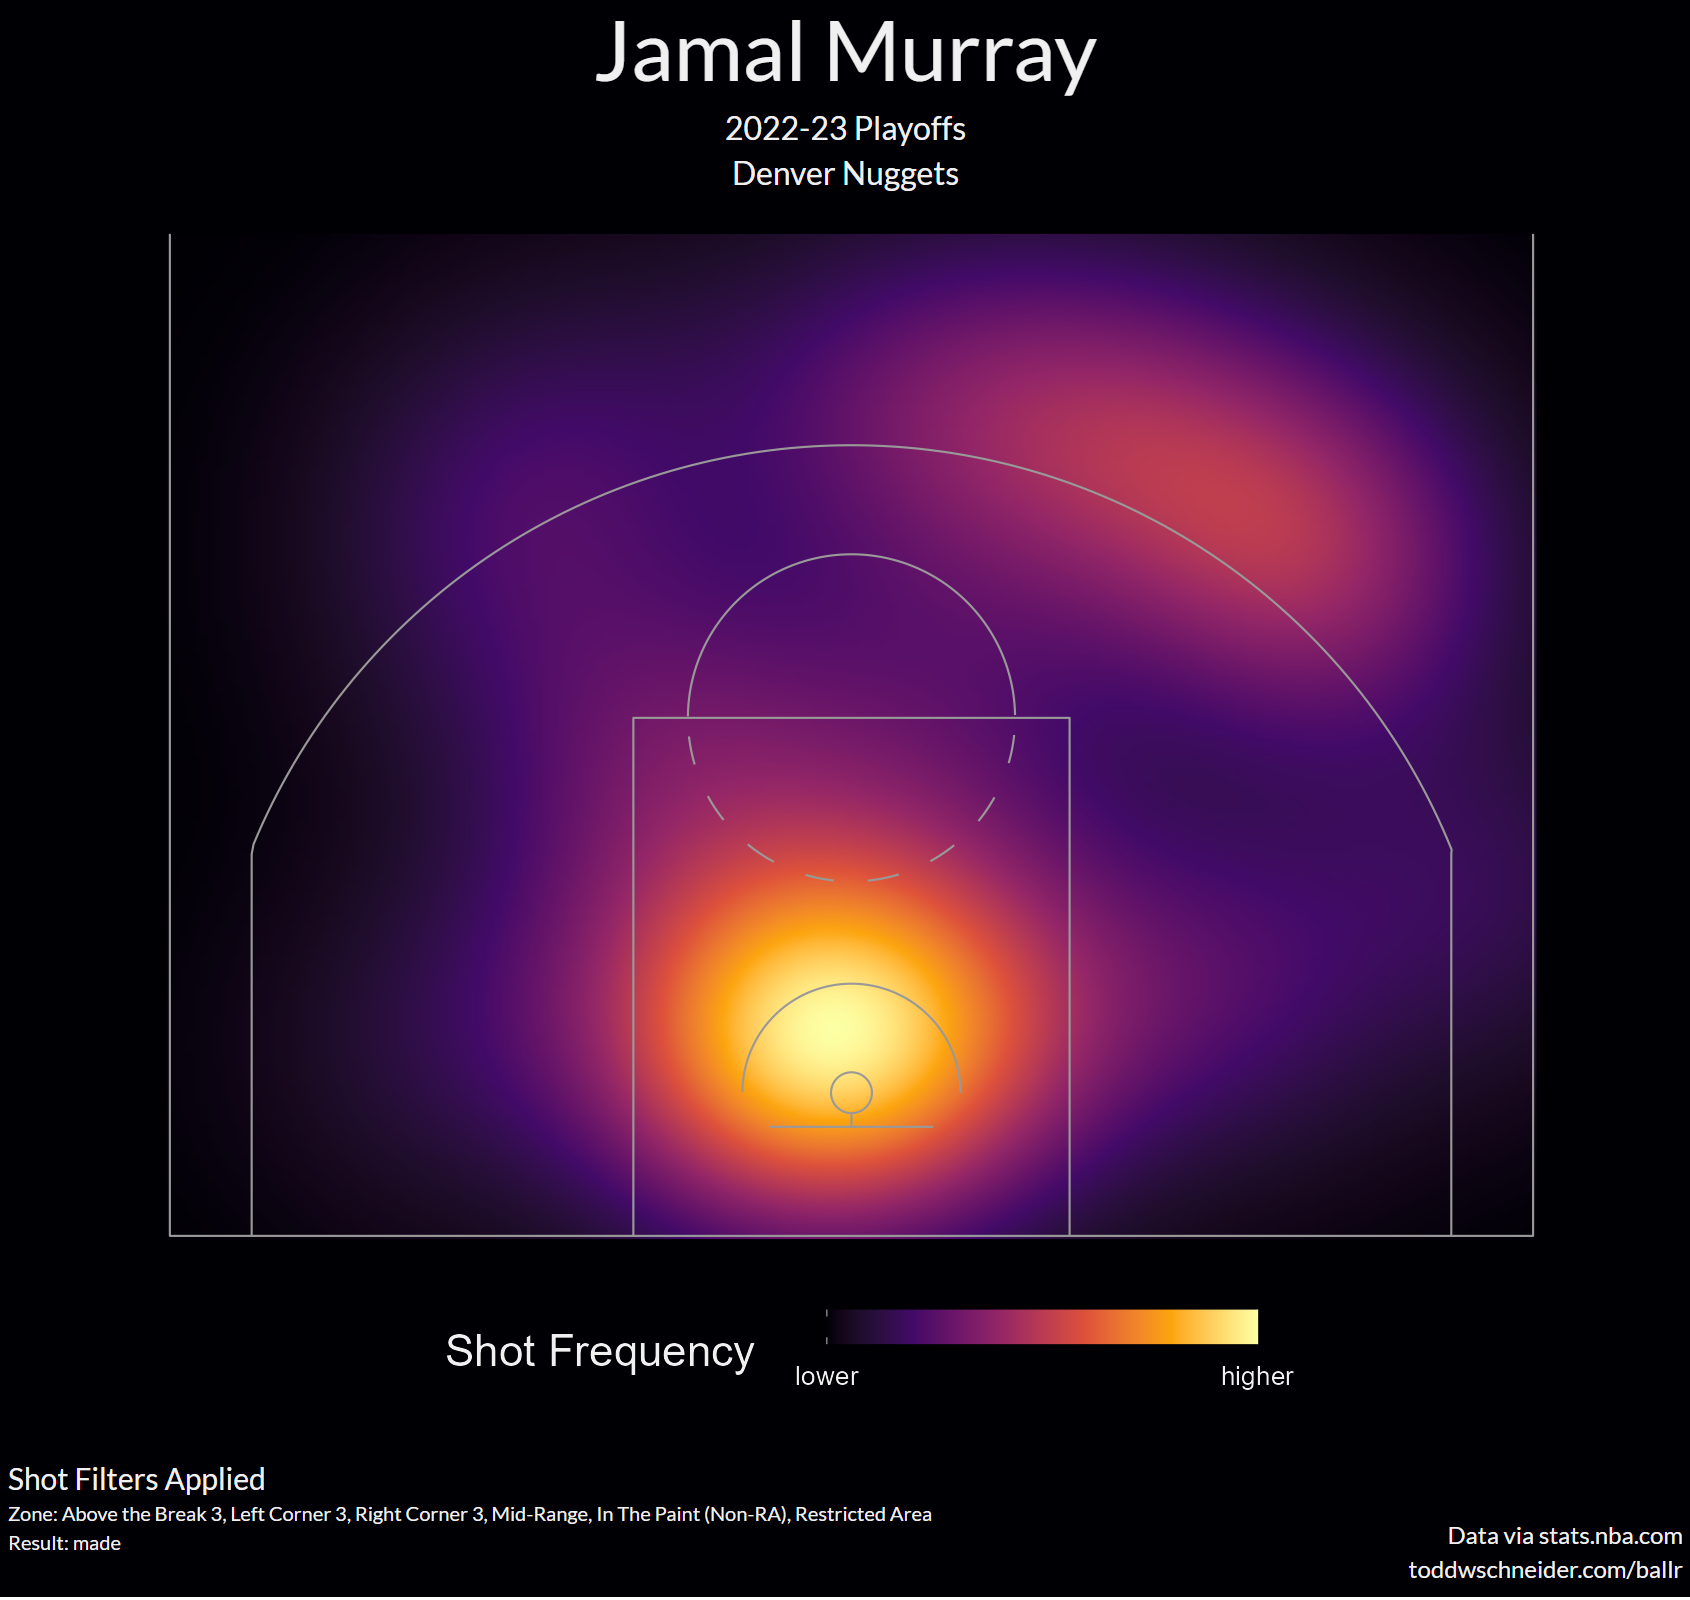 Jamal Murray
2022-23 Playoffs
Denver Nuggets
Shot Frequency
lower
higher
Shot Filters Applied
Zone: Above the Break 3, Left Corner 3, Right Corner 3, Mid-Range, In The Paint (Non-RA), Restricted Area
Result: made
Data via stats.nba.com
toddwschneider.com/ballr